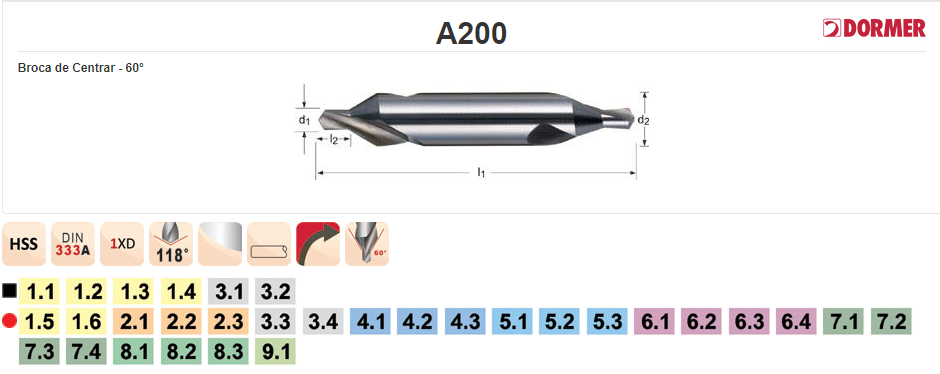 A200
DORMER
Broca de Centrar - 60°
d1
l2
d2
l1
HSS
DIN
333A
1XD
118°
60°
1.1 1.2 1.3 1.4 3.1 3.2
1.5 1.6 2.1 2.2 2.3 3.3 3.4 4.1 4.2 4.3 5.1 5.2 5.3 6.1 6.2 6.3 6.4 7.1 7.2
7.3 7.4 8.1 8.2 8.3 9.1